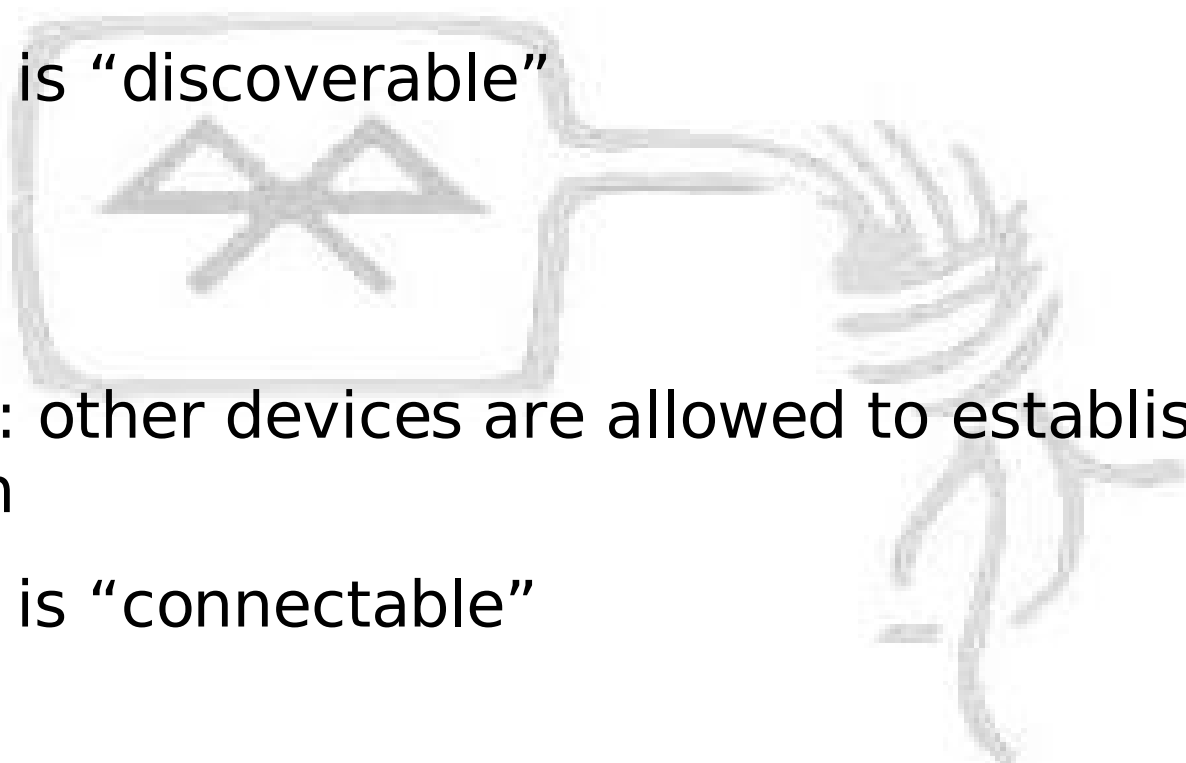 is “discoverable”
: other devices are allowed to establis
n
is “connectable”